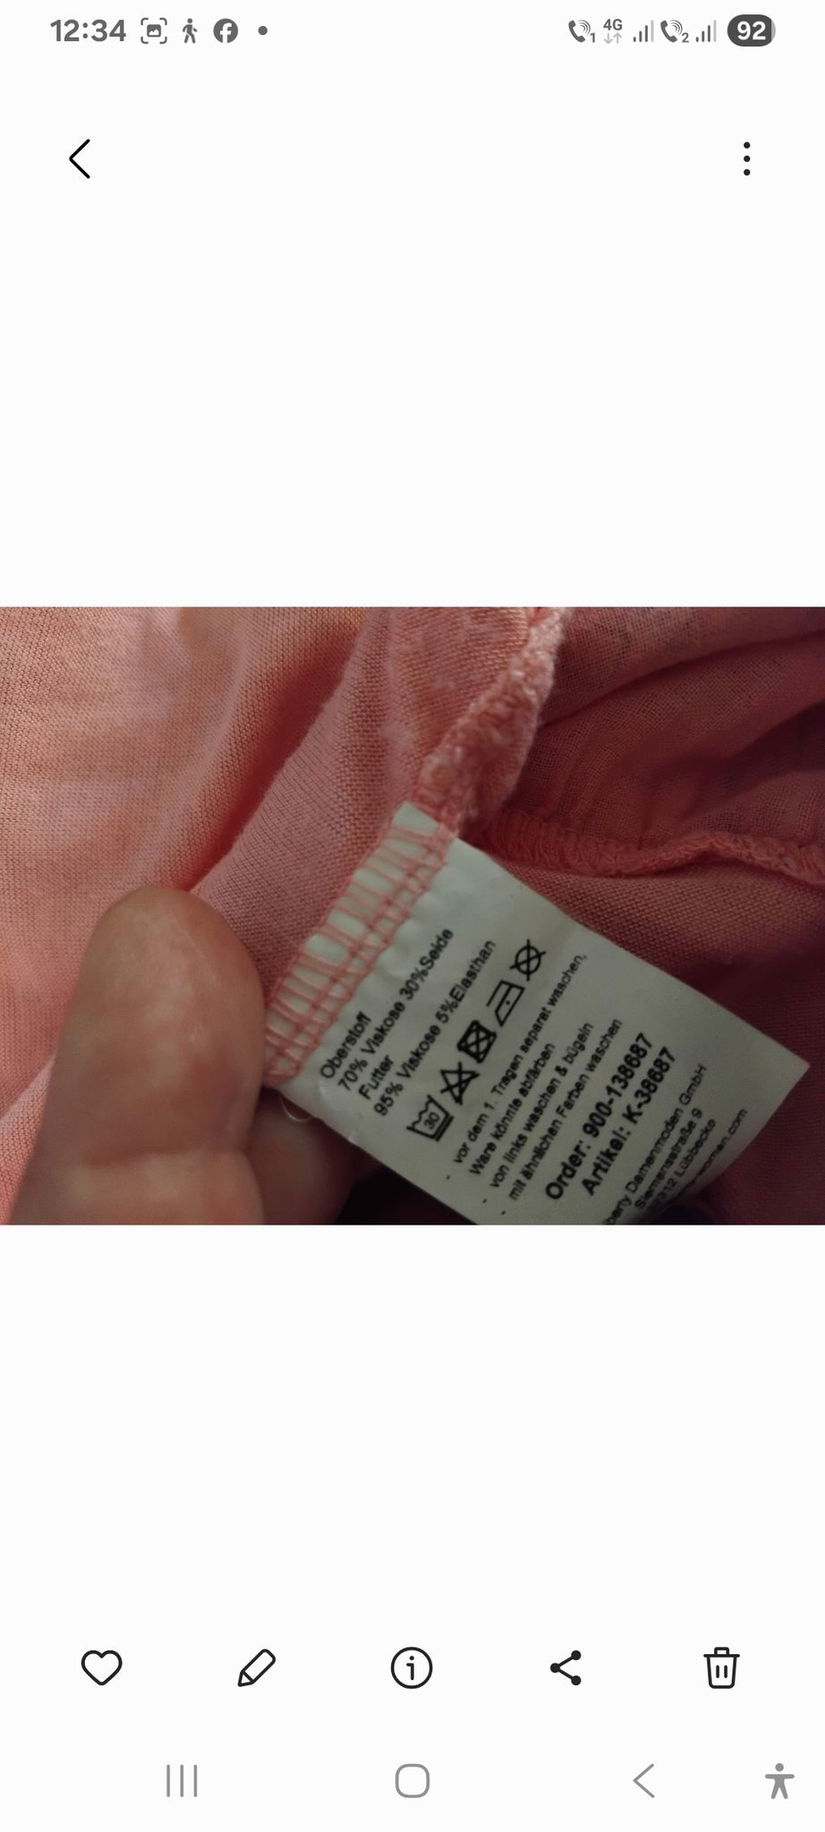 12:34
1 4G 2 92
Oberstoff
70% Viskose 30%Seide
Futter
95% Viskose 5%Elasthan
30
- vor dem 1. Tragen separat waschen,
Ware könnte abfärben
- von links waschen & bügeln
- mit ähnlichen Farben waschen
Order: 900-138687
Artikel: K-38687
Damenmoden GmbH
Siemensstraße 9
Lübbecke